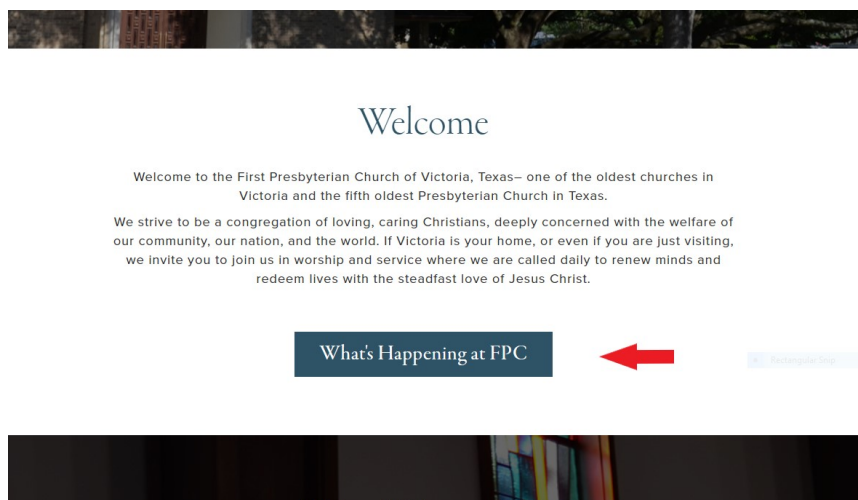 Welcome
Welcome to the First Presbyterian Church of Victoria, Texas– one of the oldest churches in
Victoria and the fifth oldest Presbyterian Church in Texas.
We strive to be a congregation of loving, caring Christians, deeply concerned with the welfare of
our community, our nation, and the world. If Victoria is your home, or even if you are just visiting,
we invite you to join us in worship and service where we are called daily to renew minds and
redeem lives with the steadfast love of Jesus Christ.
What's Happening at FPC
Rectangular Snip